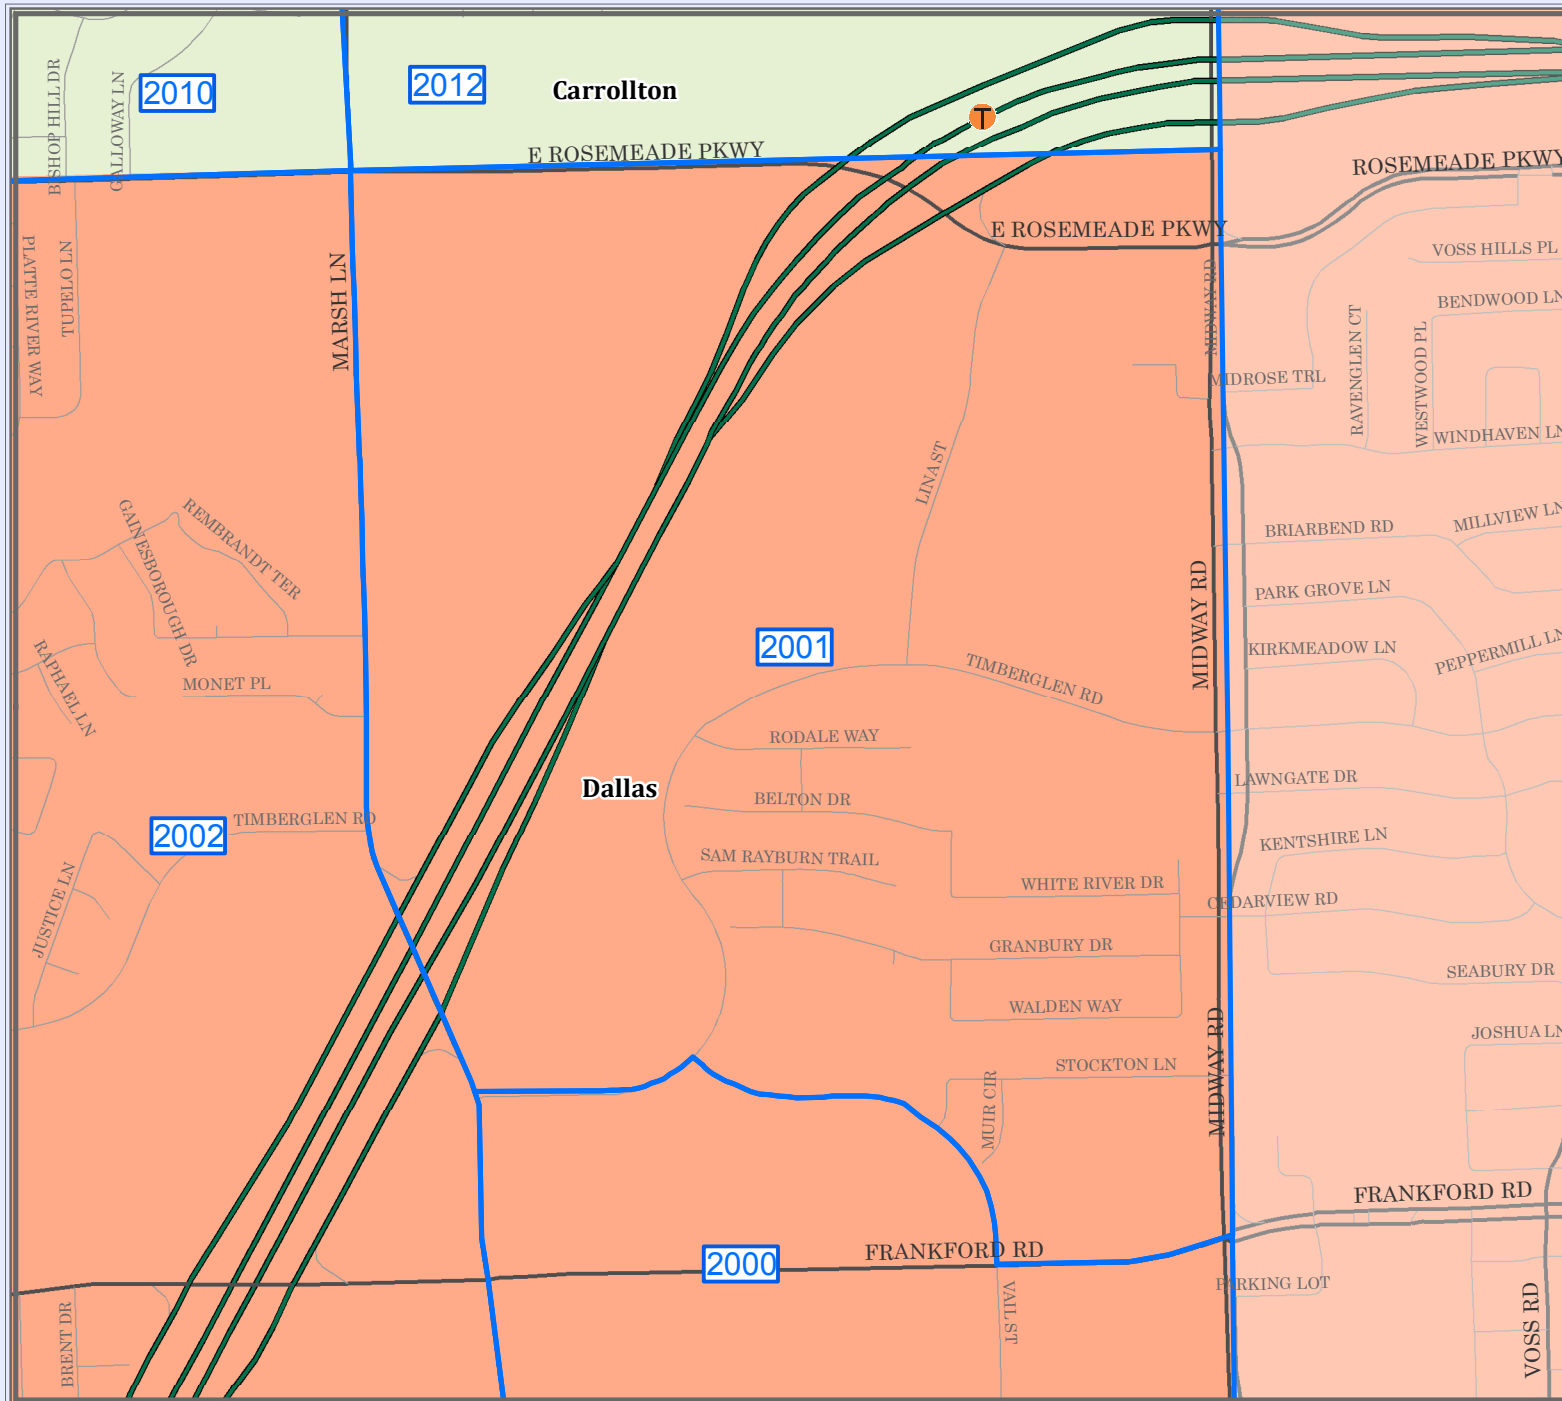 2010
2012
Carrollton
T
BISHOP HILL DR
GALLOWAY LN
E ROSEMEADE PKWY
ROSEMEADE PKWY
E ROSEMEADE PKWY
PLATTE RIVER WAY
TUPELO LN
MARSH LN
MIDWAY RD
VOSS HILLS PL
BENDWOOD LN
RAVENGLEN CT
WESTWOOD PL
MIDROSE TRL
WINDHAVEN LN
LINAST
GAINESBOROUGH DR
REMBRANDT TER
BRIARBEND RD
MILLVIEW LN
MIDWAY RD
PARK GROVE LN
KIRKMEADOW LN
PEPPERMILL LN
RAPHAEL LN
MONET PL
2001
TIMBERGLEN RD
RODALE WAY
Dallas
BELTON DR
LAWNGATE DR
2002
TIMBERGLEN RD
KENTSHIRE LN
SAM RAYBURN TRAIL
WHITE RIVER DR
CEDARVIEW RD
JUSTICE LN
GRANBURY DR
SEABURY DR
WALDEN WAY
MIDWAY RD
JOSHUA LN
STOCKTON LN
MUIR CIR
FRANKFORD RD
FRANKFORD RD
2000
PARKING LOT
VAIL ST
BRENT DR
VOSS RD